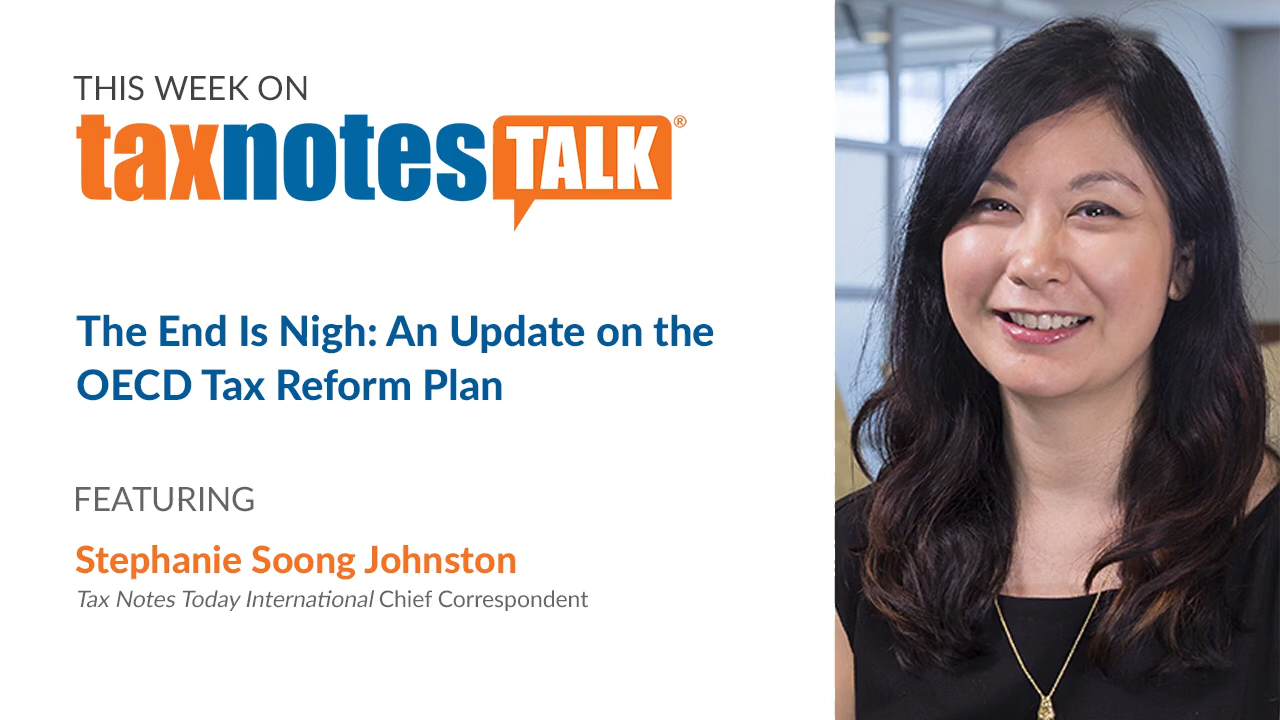 THIS WEEK ON
taxnotes TALK®
The End Is Nigh: An Update on the
OECD Tax Reform Plan
FEATURING
Stephanie Soong Johnston
Tax Notes Today International Chief Correspondent